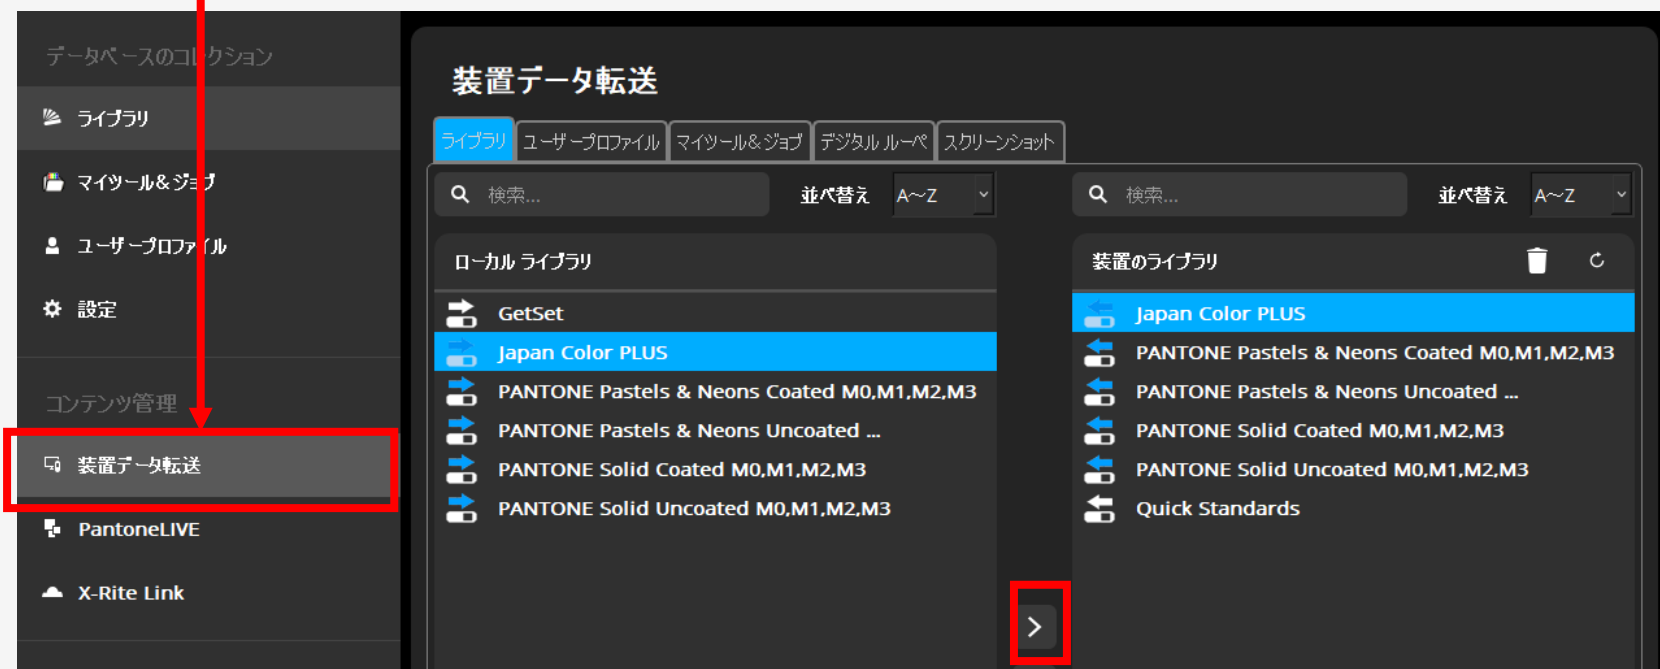 データベースのコレクション
ライブラリ
マイツール&ジョブ
ユーザープロファイル
設定
コンテンツ管理
装置データ転送
PantoneLIVE
X-Rite Link
装置データ転送
ライブラリ ユーザープロファイル マイツール&ジョブ デジタル ルーペ スクリーンショット
検索... 並べ替え A～Z
ローカル ライブラリ
GetSet
Japan Color PLUS
PANTONE Pastels & Neons Coated M0,M1,M2,M3
PANTONE Pastels & Neons Uncoated ...
PANTONE Solid Coated M0,M1,M2,M3
PANTONE Solid Uncoated M0,M1,M2,M3
検索... 並べ替え A～Z
装置のライブラリ
Japan Color PLUS
PANTONE Pastels & Neons Coated M0,M1,M2,M3
PANTONE Pastels & Neons Uncoated ...
PANTONE Solid Coated M0,M1,M2,M3
PANTONE Solid Uncoated M0,M1,M2,M3
Quick Standards